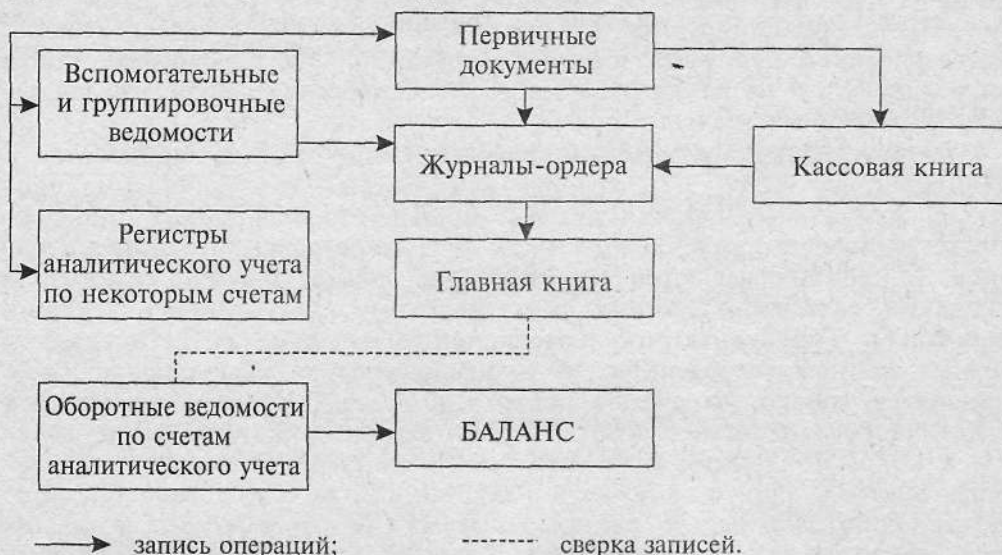 Первичные
документы
Вспомогательные
и группировочные
ведомости
Журналы-ордера
Кассовая книга
Регистры
аналитического учета
по некоторым счетам
Главная книга
Оборотные ведомости
по счетам
аналитического учета
БАЛАНС
запись операций;
сверка записей.